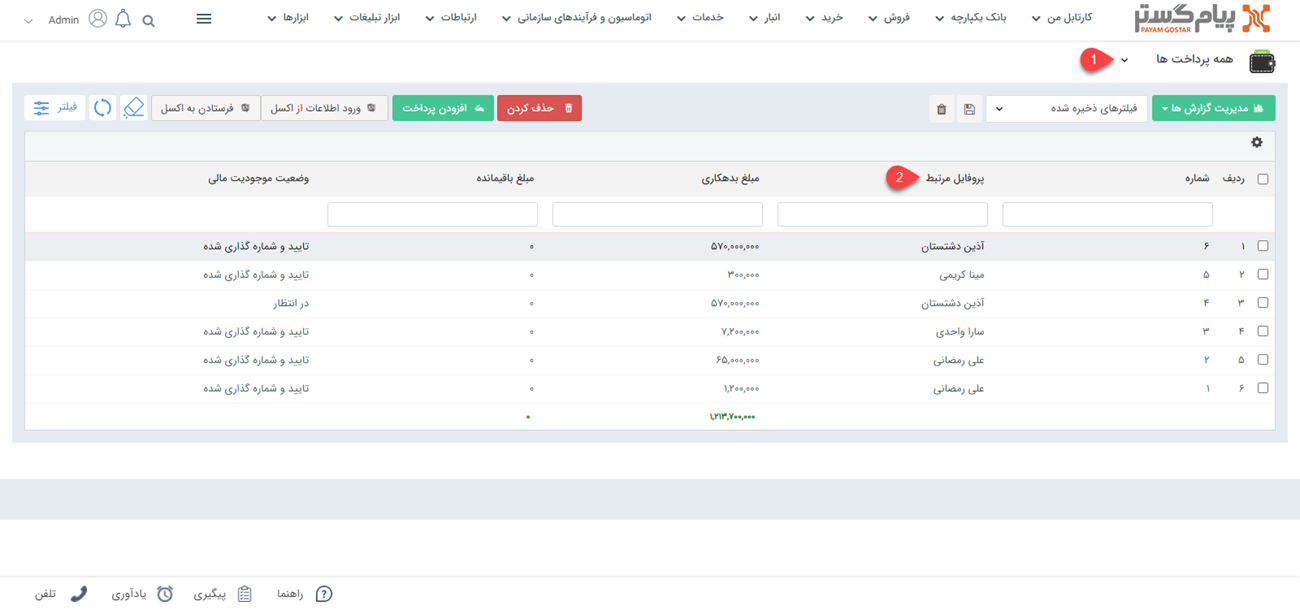 پیام گستر PAYAM GOSTAR کارتابل من بانک یکپارچه فروش خرید انبار خدمات اتوماسیون و فرآیندهای سازمانی ارتباطات ابزار تبلیغات ابزارها Admin
همه پرداخت ها 1
مدیریت گزارش ها فیلترهای ذخیره شده حذف کردن افزودن پرداخت ورود اطلاعات از اکسل فرستادن به اکسل فیلتر
ردیف شماره پروفایل مرتبط 2 مبلغ بدهکاری مبلغ باقیمانده وضعیت موجودیت مالی
۱ ۶ آذین دشتستان ۵۷۰,۰۰۰,۰۰۰ ۰ تایید و شماره گذاری شده
۲ ۵ مینا کریمی ۳۰۰,۰۰۰ ۰ تایید و شماره گذاری شده
۳ ۴ آذین دشتستان ۵۷۰,۰۰۰,۰۰۰ ۰ در انتظار
۴ ۳ سارا واحدی ۷,۲۰۰,۰۰۰ ۰ تایید و شماره گذاری شده
۵ ۲ علی رمضانی ۶۵,۰۰۰,۰۰۰ ۰ تایید و شماره گذاری شده
۶ ۱ علی رمضانی ۱,۲۰۰,۰۰۰ ۰ تایید و شماره گذاری شده
۱,۲۱۳,۷۰۰,۰۰۰ ۰
راهنما پیگیری یادآوری تلفن